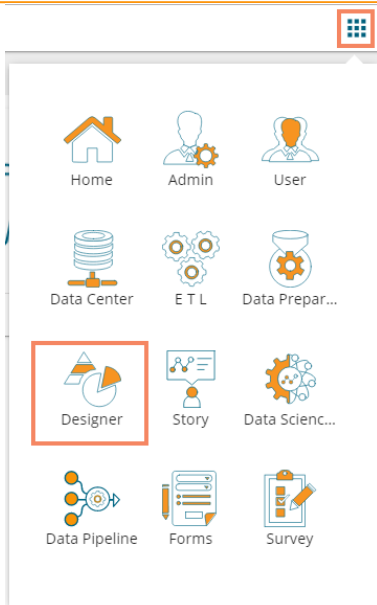 Home Admin User
Data Center E T L Data Prepar...
Designer Story Data Scienc...
Data Pipeline Forms Survey